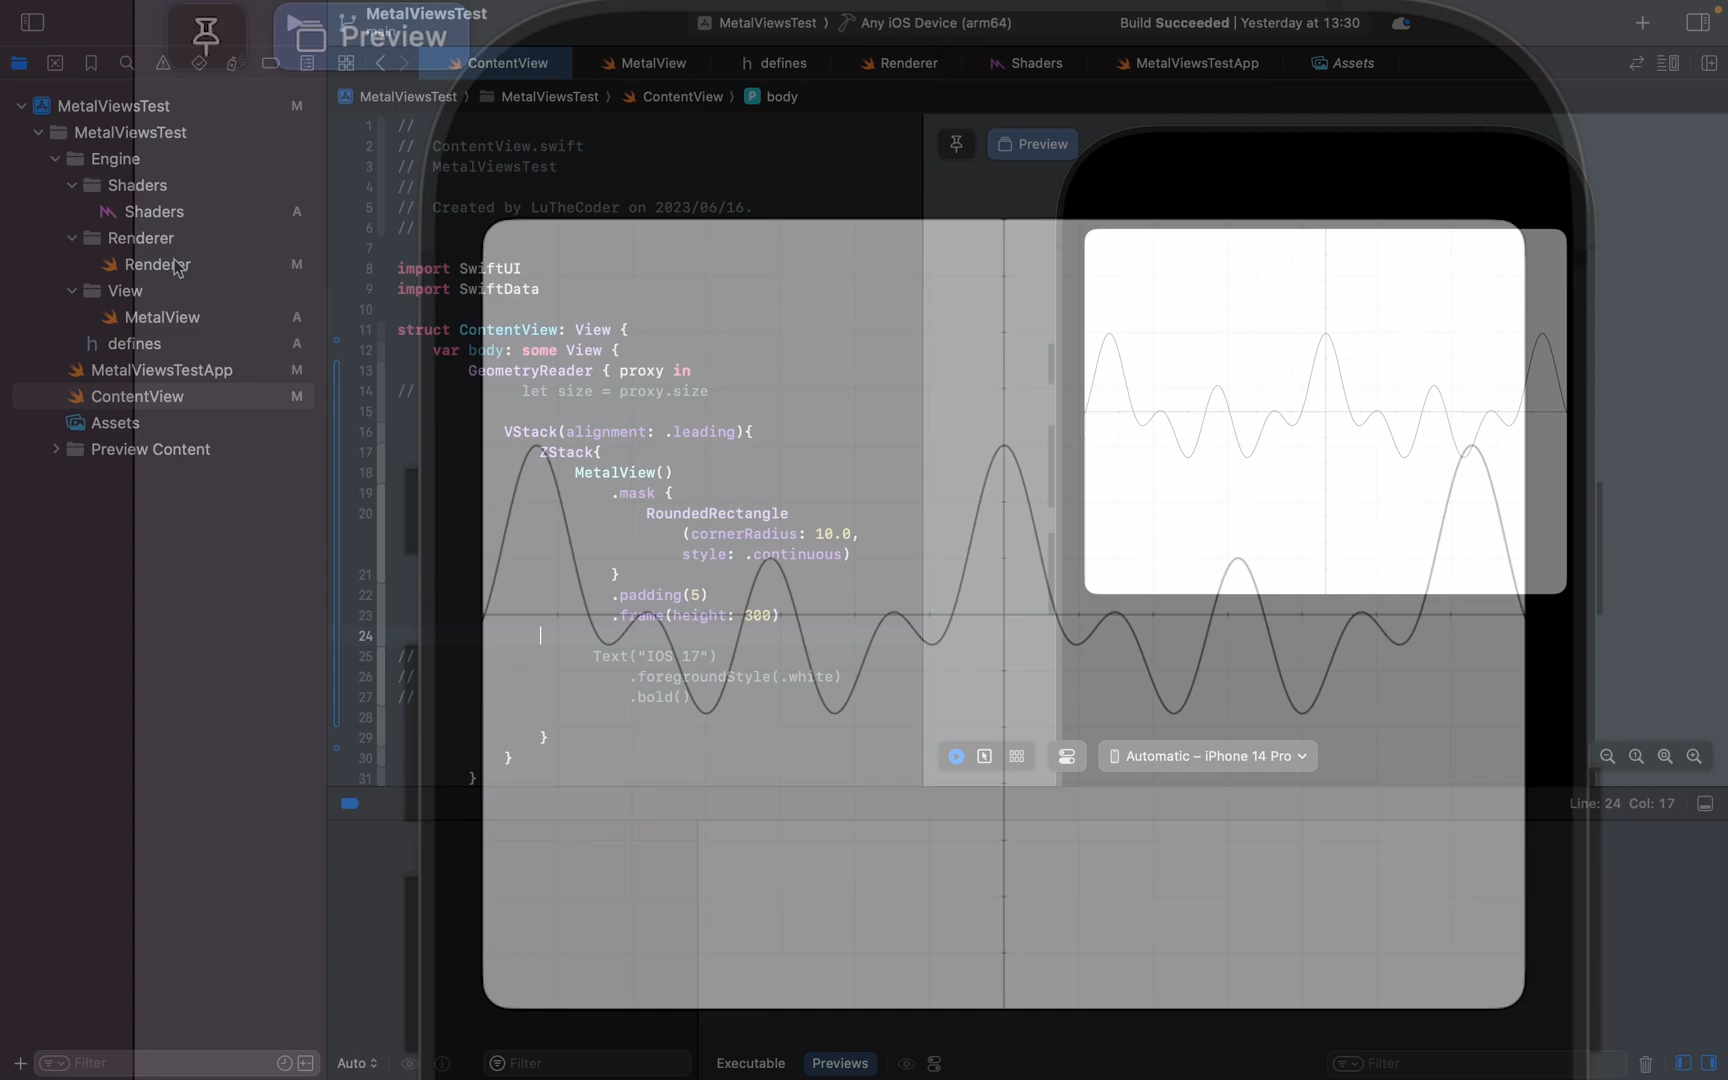 MetalViewsTest
main
Preview
MetalViewsTest
Any iOS Device (arm64)
Build Succeeded | Yesterday at 13:30
ContentView
MetalView
defines
Renderer
Shaders
MetalViewsTestApp
Assets
MetalViewsTest
MetalViewsTest
ContentView
body
MetalViewsTest M
MetalViewsTest
Engine
Shaders
Shaders A
Renderer
Renderer M
View
MetalView A
defines A
MetalViewsTestApp M
ContentView M
Assets
Preview Content
1 //
2 // ContentView.swift
3 // MetalViewsTest
4 //
5 // Created by LuTheCoder on 2023/06/16.
6 //
7
8 import SwiftUI
9 import SwiftData
10
11 struct ContentView: View {
12 var body: some View {
13 GeometryReader { proxy in
14 // let size = proxy.size
15
16 VStack(alignment: .leading){
17 ZStack{
18 MetalView()
19 .mask {
20 RoundedRectangle
(cornerRadius: 10.0,
style: .continuous)
21 }
22 .padding(5)
23 .frame(height: 300)
24
25 // Text("IOS 17")
26 // .foregroundStyle(.white)
27 // .bold()
28
29 }
30 }
31 }
Preview
Automatic – iPhone 14 Pro
Line: 24 Col: 17
Filter
Auto
Filter
Executable
Previews
Filter